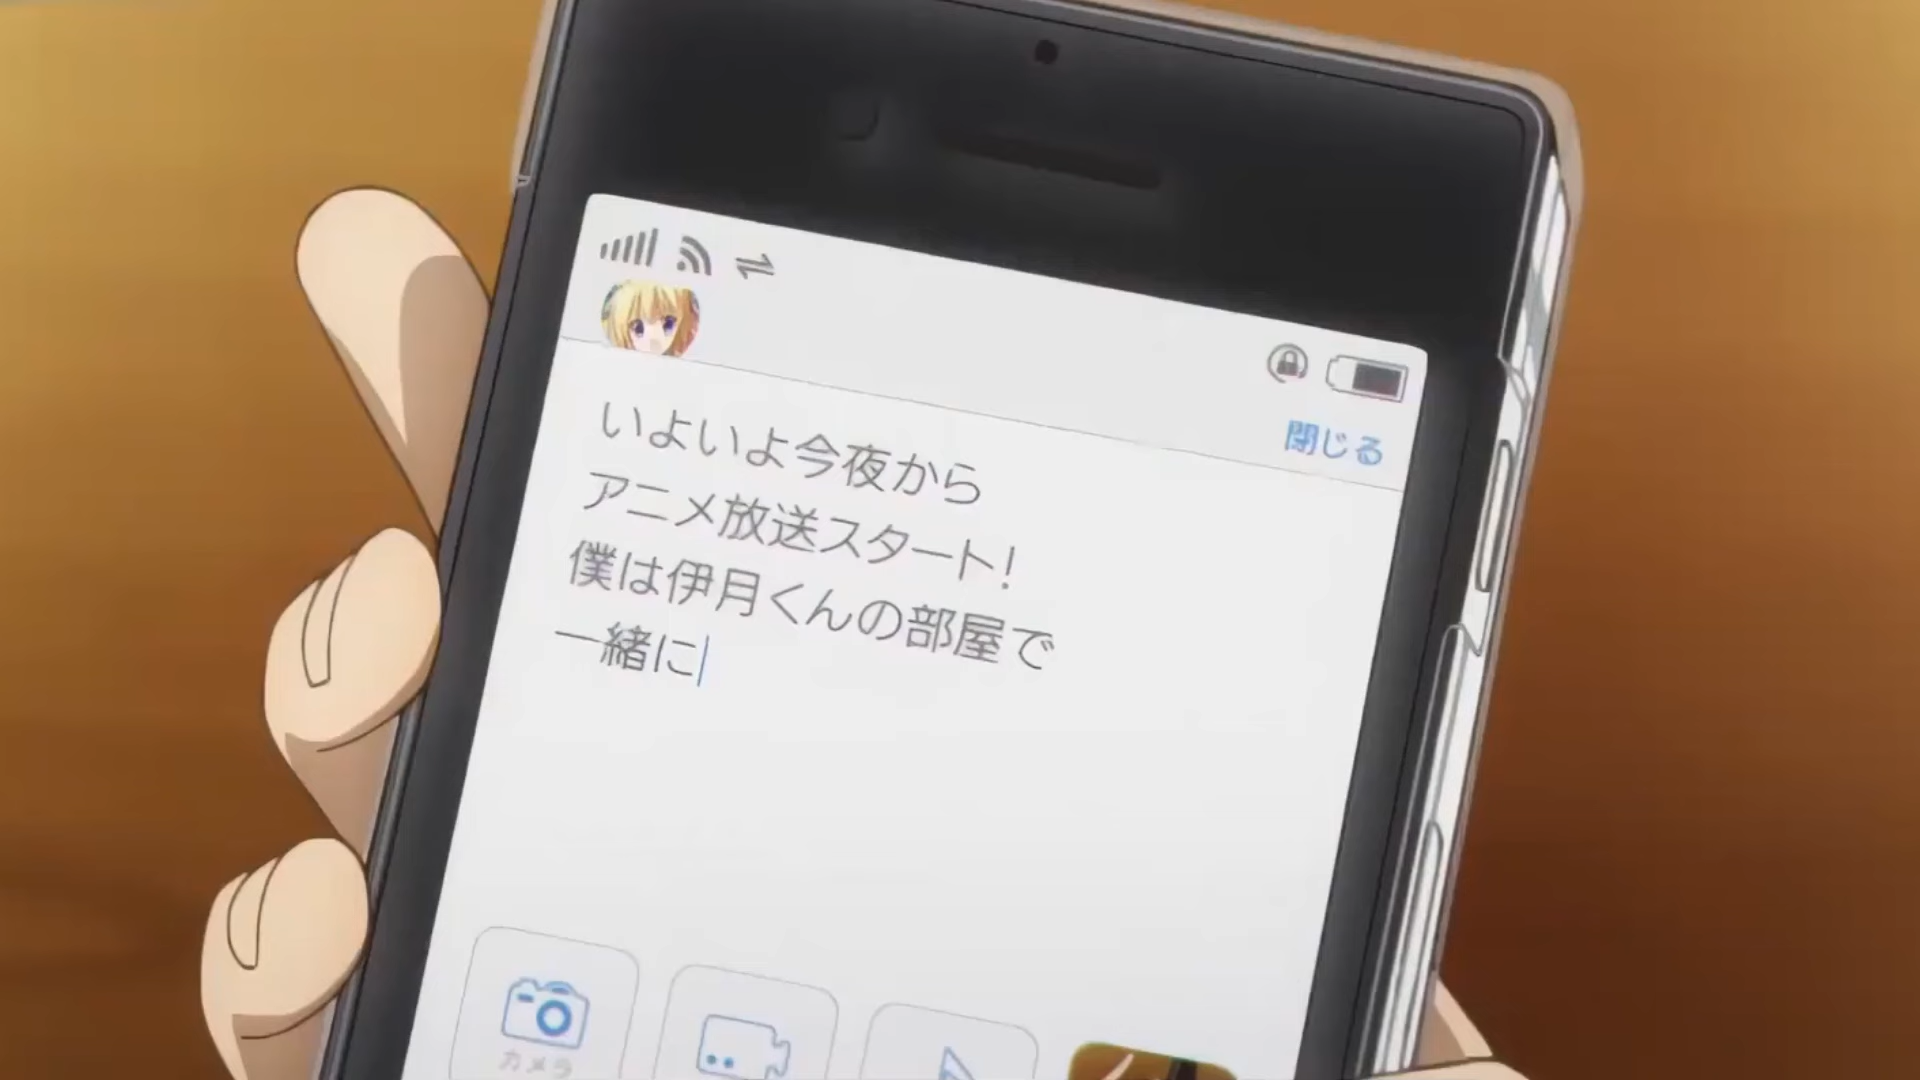 閉じる
いよいよ今夜から
アニメ放送スタート!
僕は伊月くんの部屋で
一緒に
カメラ